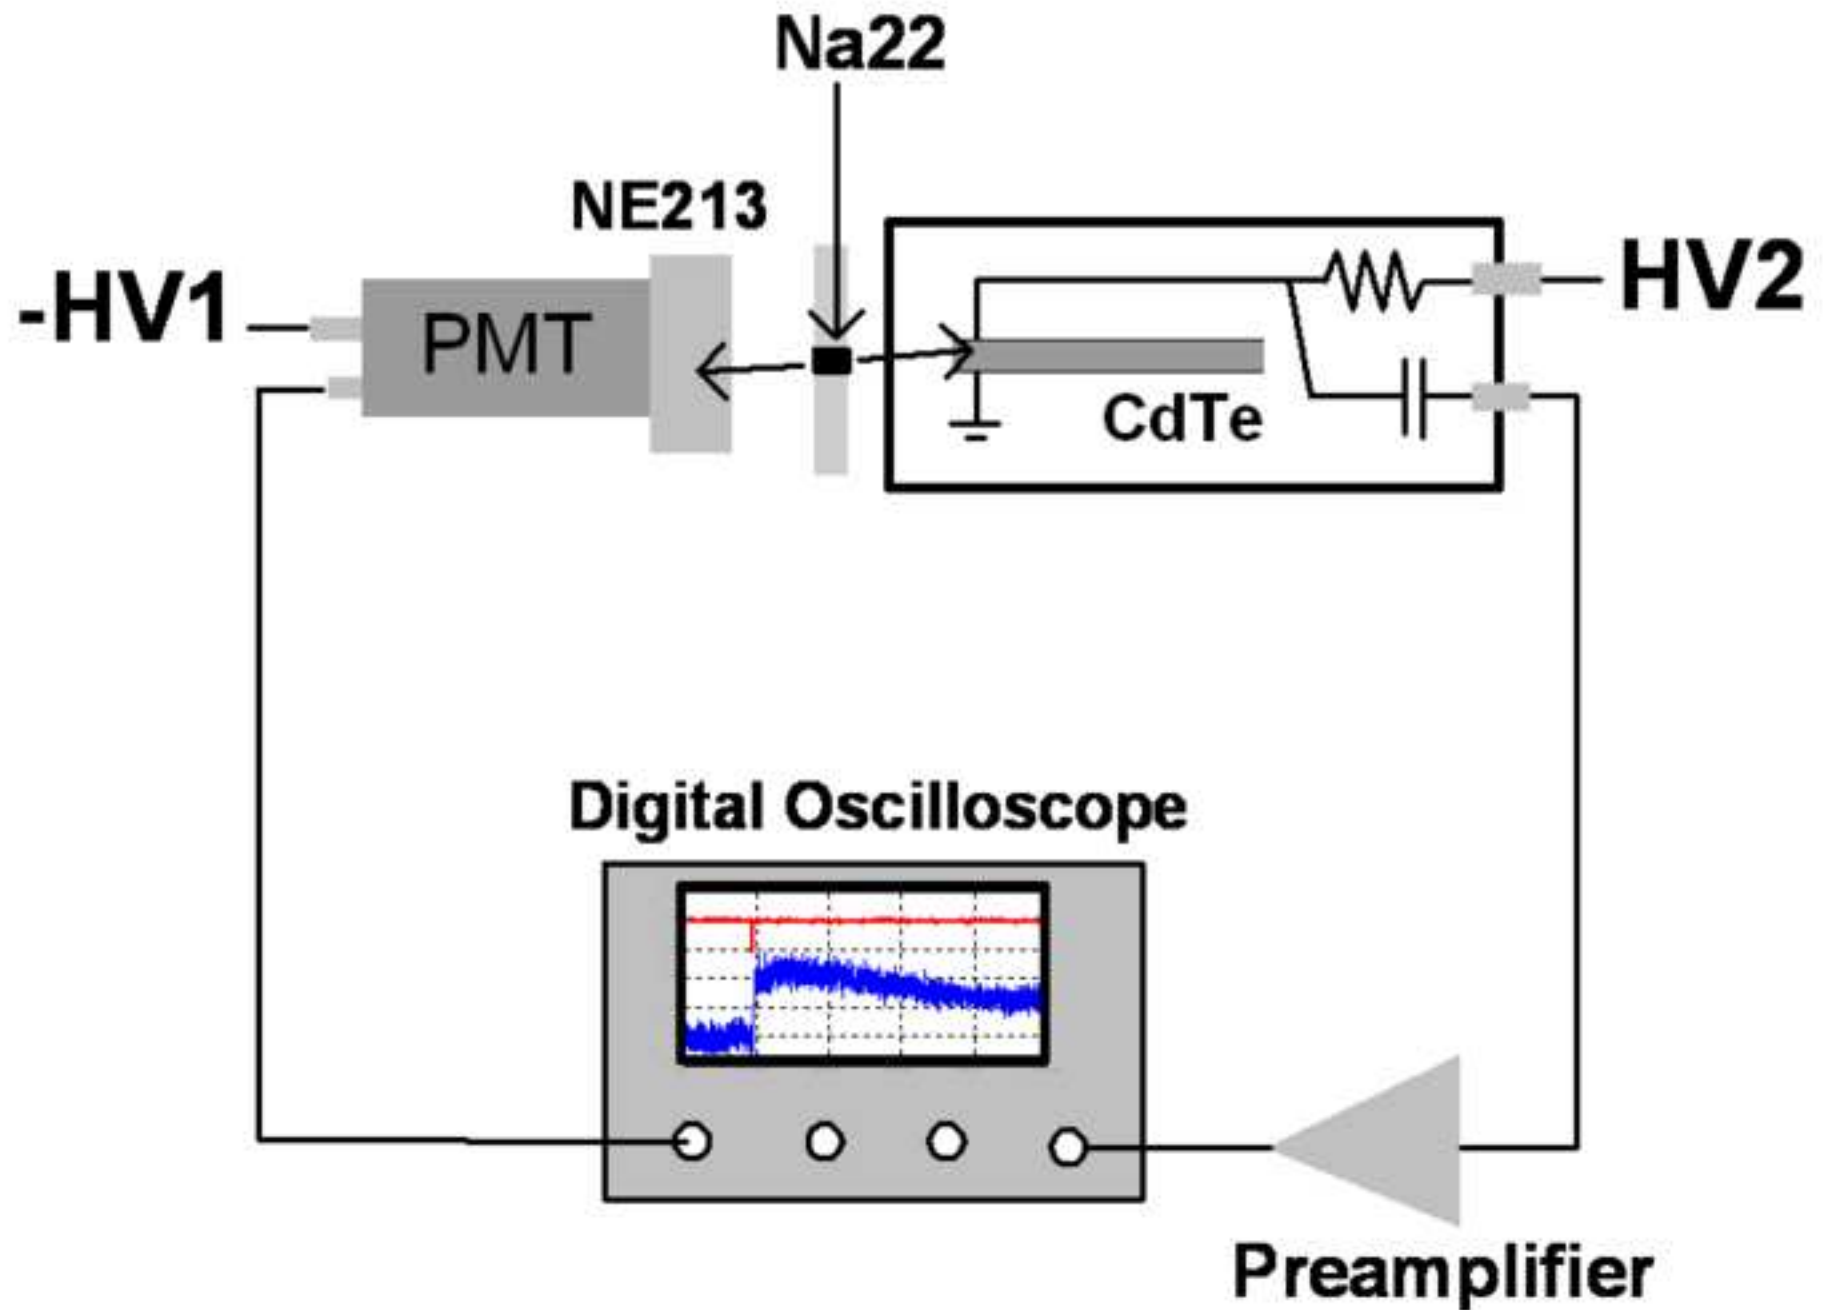 Na22
NE213
-HV1
PMT
HV2
CdTe
Digital Oscilloscope
Preamplifier